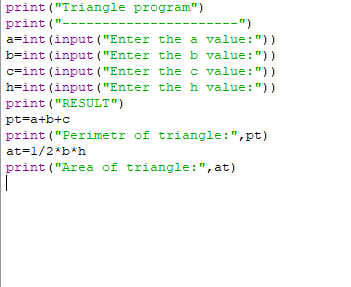 print("Triangle program")
print("----------------------")
a=int(input("Enter the a value:"))
b=int(input("Enter the b value:"))
c=int(input("Enter the c value:"))
h=int(input("Enter the h value:"))
print("RESULT")
pt=a+b+c
print("Perimetr of triangle:",pt)
at=1/2*b*h
print("Area of triangle:",at)